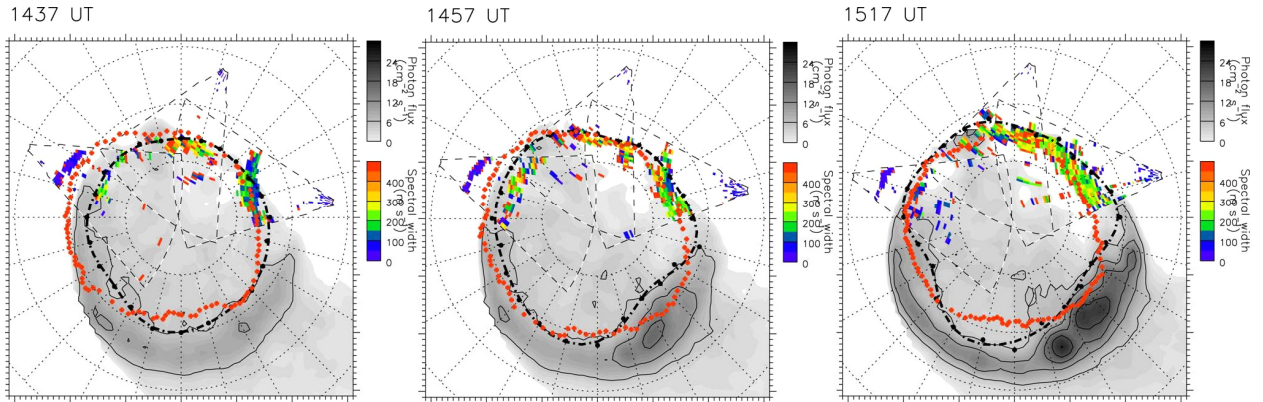 1437 UT
24
18
12
6
0
Photon flux
(cm⁻² s⁻¹)
400
300
200
100
0
Spectral width
(m s⁻¹)
1457 UT
24
18
12
6
0
Photon flux
(cm⁻² s⁻¹)
400
300
200
100
0
Spectral width
(m s⁻¹)
1517 UT
24
18
12
6
0
Photon flux
(cm⁻² s⁻¹)
400
300
200
100
0
Spectral width
(m s⁻¹)